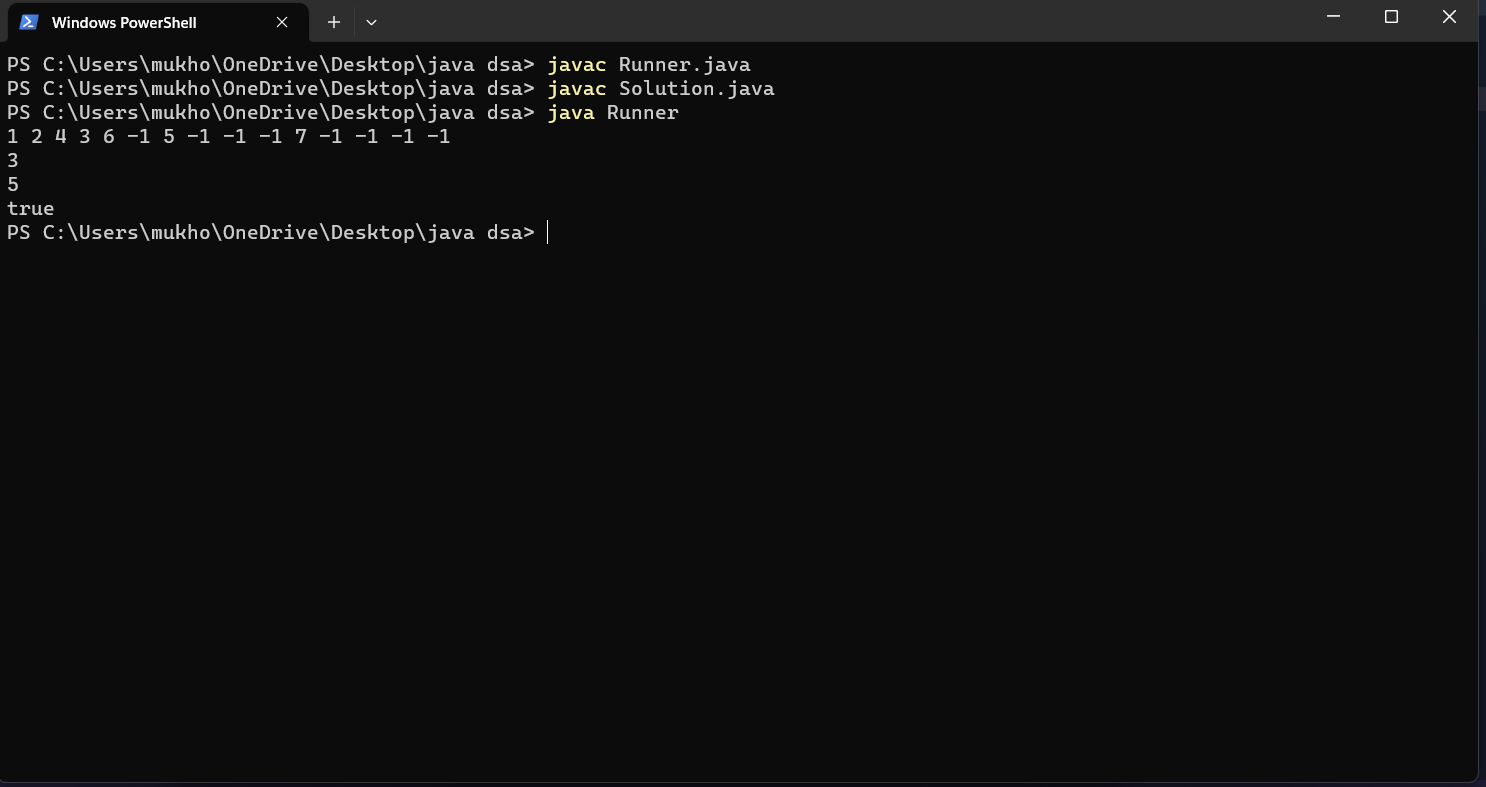 Windows PowerShell
PS C:\Users\mukho\OneDrive\Desktop\java dsa> javac Runner.java
PS C:\Users\mukho\OneDrive\Desktop\java dsa> javac Solution.java
PS C:\Users\mukho\OneDrive\Desktop\java dsa> java Runner
1 2 4 3 6 -1 5 -1 -1 -1 7 -1 -1 -1 -1
3
5
true
PS C:\Users\mukho\OneDrive\Desktop\java dsa>